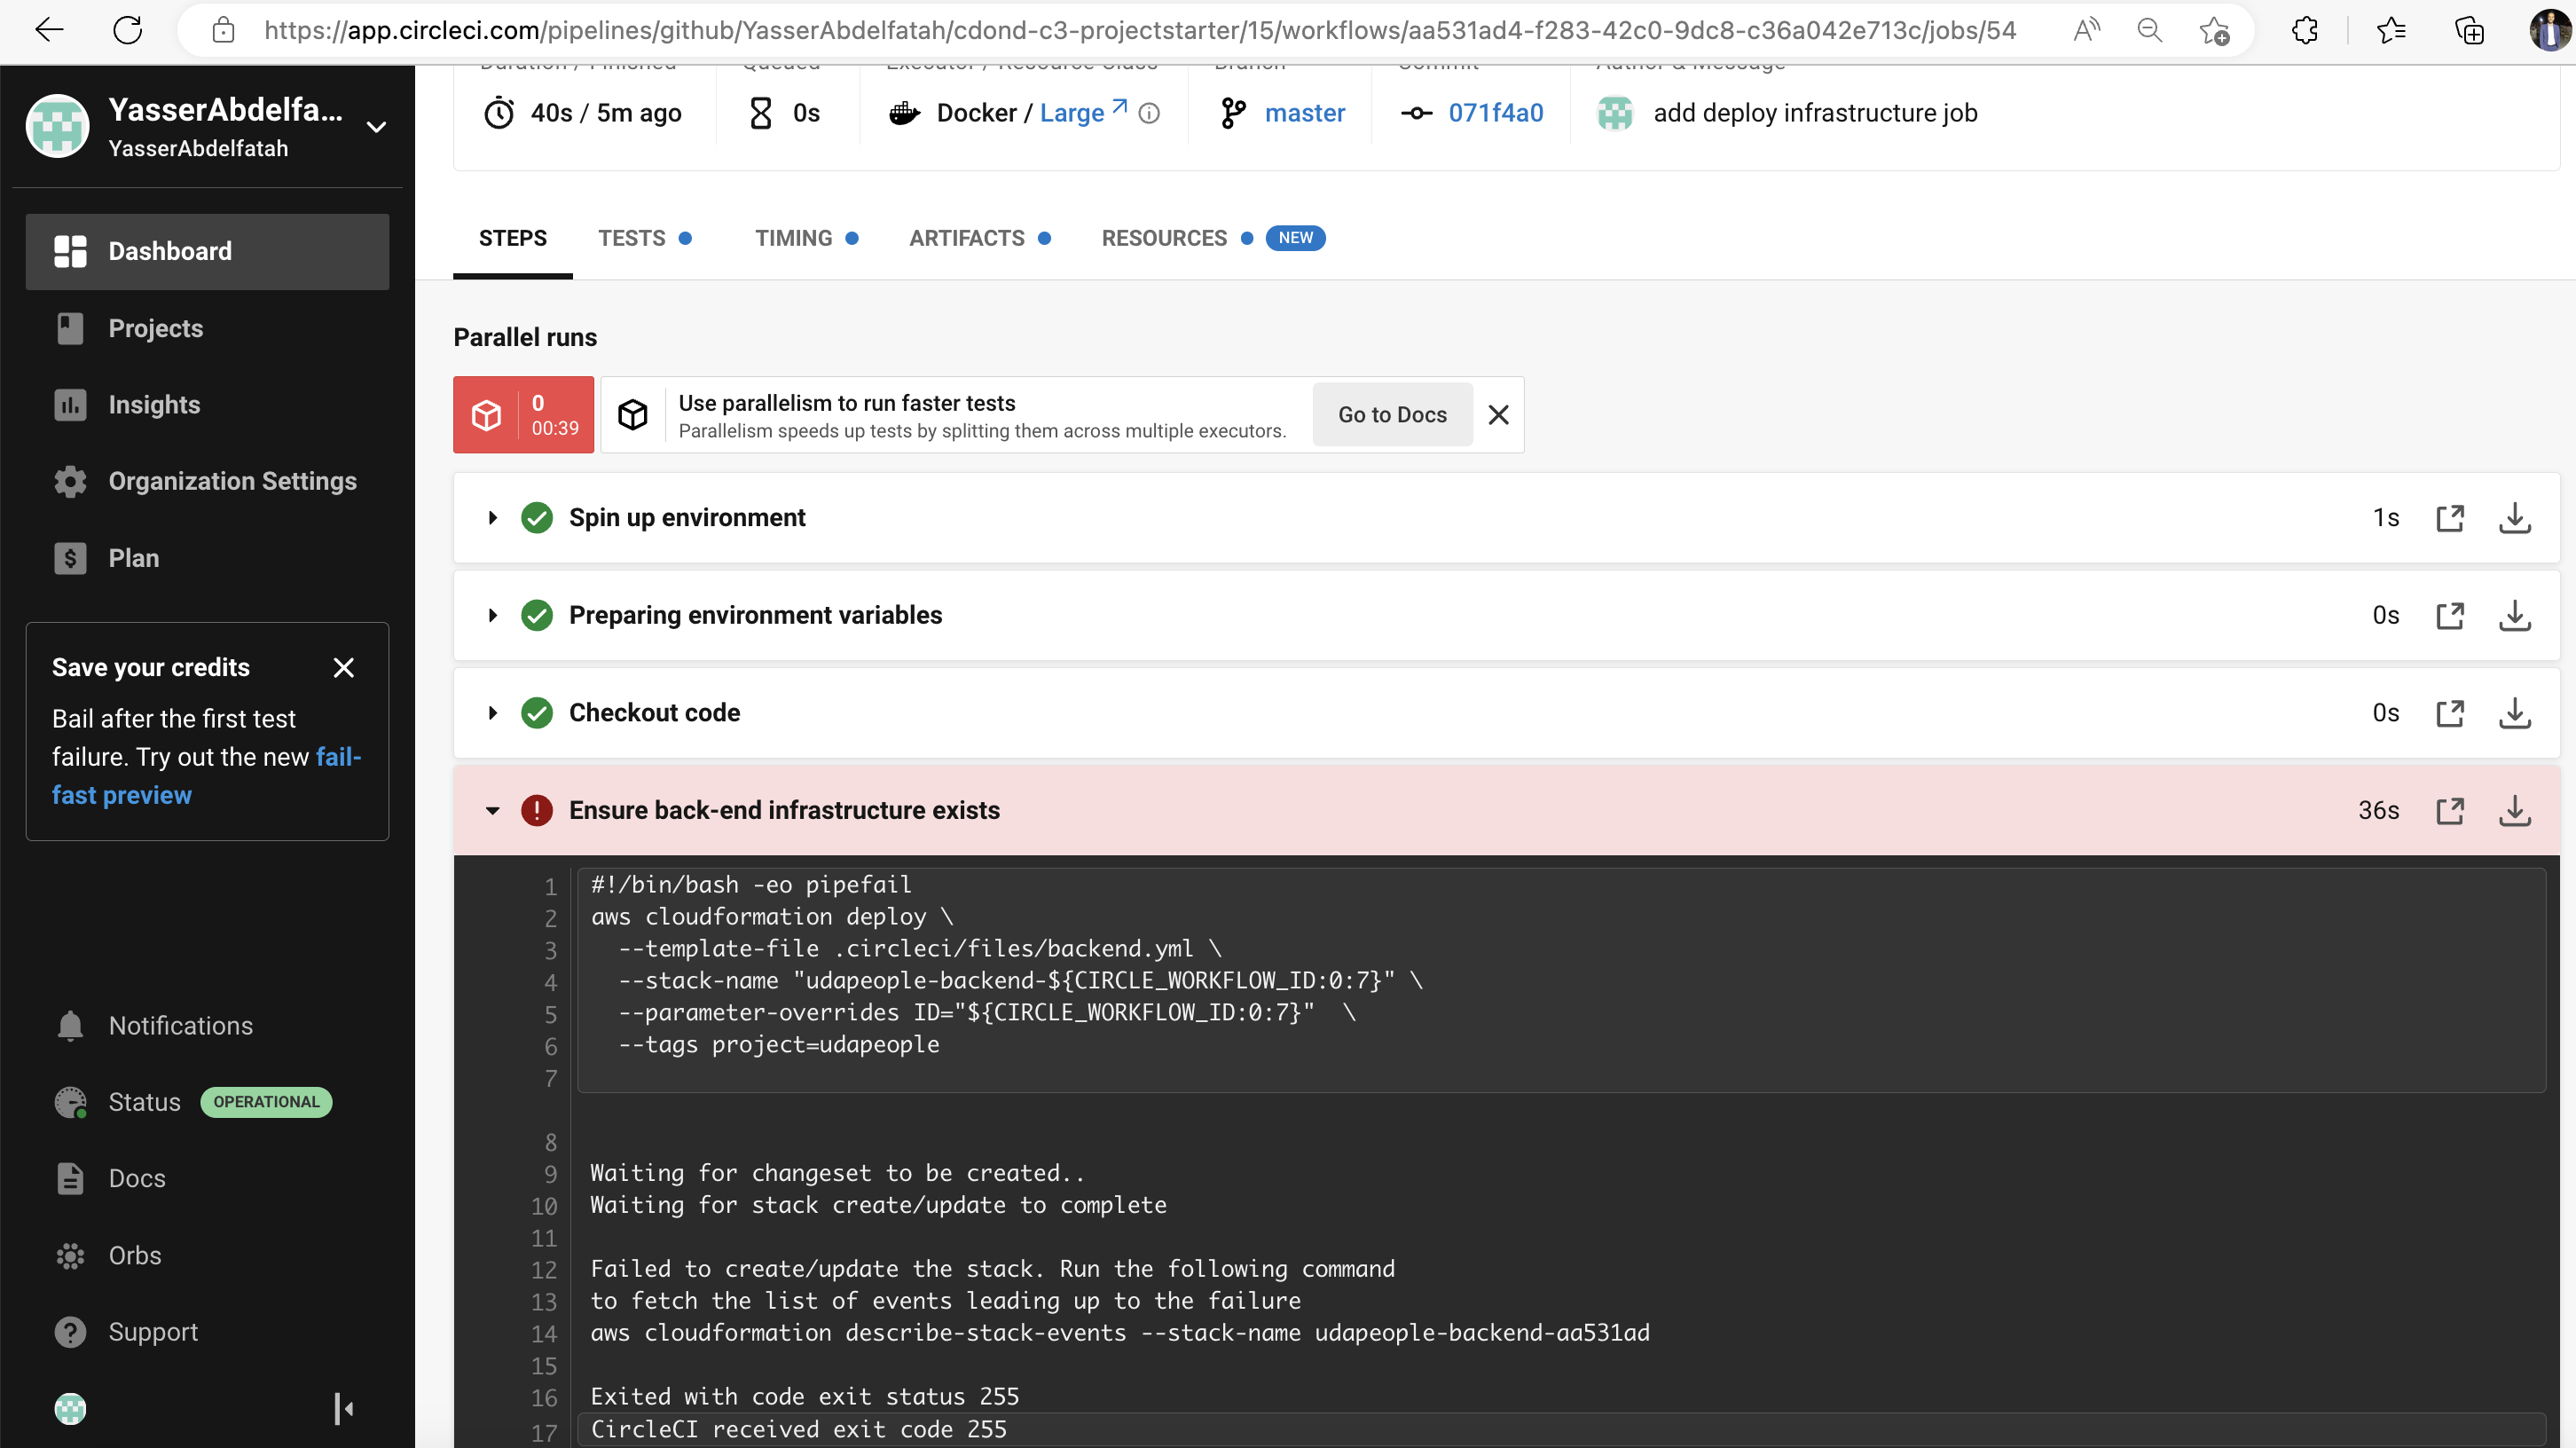 https://app.circleci.com/pipelines/github/YasserAbdelfatah/cdond-c3-projectstarter/15/workflows/aa531ad4-f283-42c0-9dc8-c36a042e713c/jobs/54
YasserAbdelfa...
YasserAbdelfatah
Dashboard
Projects
Insights
Organization Settings
Plan
Save your credits
Bail after the first test
failure. Try out the new fail-
fast preview
Notifications
Status OPERATIONAL
Docs
Orbs
Support
Duration / Finished Queued Executor / Resource Class Branch Commit Author & Message
40s / 5m ago 0s Docker / Large master 071f4a0 add deploy infrastructure job
STEPS TESTS TIMING ARTIFACTS RESOURCES NEW
Parallel runs
0
00:39
Use parallelism to run faster tests
Parallelism speeds up tests by splitting them across multiple executors.
Go to Docs
Spin up environment 1s
Preparing environment variables 0s
Checkout code 0s
Ensure back-end infrastructure exists 36s
1 #!/bin/bash -eo pipefail
2 aws cloudformation deploy \
3 --template-file .circleci/files/backend.yml \
4 --stack-name "udapeople-backend-${CIRCLE_WORKFLOW_ID:0:7}" \
5 --parameter-overrides ID="${CIRCLE_WORKFLOW_ID:0:7}"  \
6 --tags project=udapeople
7
8
9 Waiting for changeset to be created..
10 Waiting for stack create/update to complete
11
12 Failed to create/update the stack. Run the following command
13 to fetch the list of events leading up to the failure
14 aws cloudformation describe-stack-events --stack-name udapeople-backend-aa531ad
15
16 Exited with code exit status 255
17 CircleCI received exit code 255